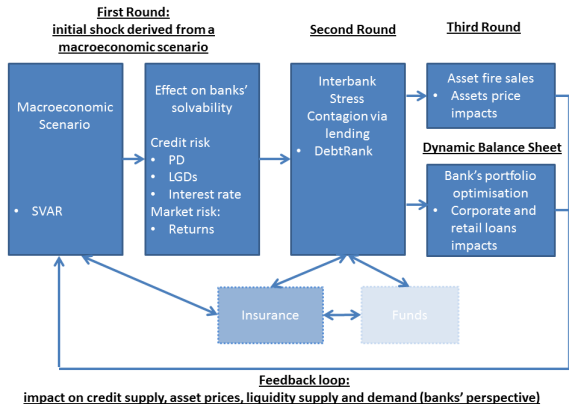 First Round:
initial shock derived from a
macroeconomic scenario
Second Round
Third Round
Macroeconomic
Scenario
• SVAR
Effect on banks'
solvability
Credit risk
• PD
• LGDs
• Interest rate
Market risk:
• Returns
Interbank
Stress
Contagion via
lending
• DebtRank
Asset fire sales
• Assets price
impacts
Dynamic Balance Sheet
Bank's portfolio
optimisation
• Corporate and
retail loans
impacts
Insurance
Funds
Feedback loop:
impact on credit supply, asset prices, liquidity supply and demand (banks' perspective)